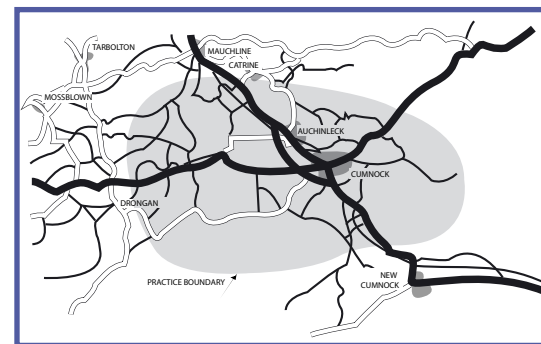 TARBOLTON
MAUCHLINE
CATRINE
MOSSBLOWN
AUCHINLECK
CUMNOCK
DRONGAN
PRACTICE BOUNDARY
NEW
CUMNOCK